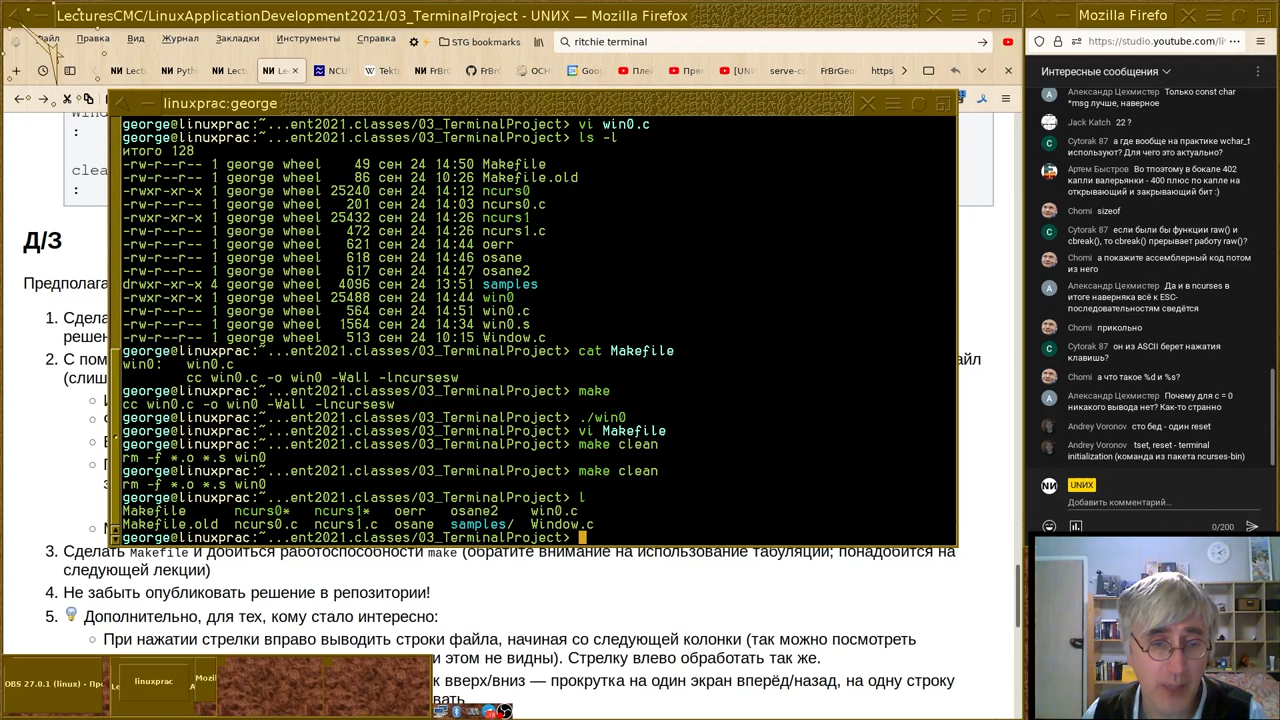 LecturesCMC/LinuxApplicationDevelopment2021/03_TerminalProject - UNИX — Mozilla Firefox
Файл Правка Вид Журнал Закладки Инструменты Справка
STG bookmarks
ritchie terminal
linuxprac:george
george@linuxprac:~...ent2021.classes/03_TerminalProject> vi win0.c
george@linuxprac:~...ent2021.classes/03_TerminalProject> ls -l
итого 128
-rw-r--r-- 1 george wheel 49 сен 24 14:50 Makefile
-rw-r--r-- 1 george wheel 86 сен 24 10:26 Makefile.old
-rwxr-xr-x 1 george wheel 25240 сен 24 14:12 ncurs0
-rw-r--r-- 1 george wheel 201 сен 24 14:03 ncurs0.c
-rwxr-xr-x 1 george wheel 25432 сен 24 14:26 ncurs1
-rw-r--r-- 1 george wheel 472 сен 24 14:26 ncurs1.c
-rw-r--r-- 1 george wheel 621 сен 24 14:44 oerr
-rw-r--r-- 1 george wheel 618 сен 24 14:46 osane
-rw-r--r-- 1 george wheel 617 сен 24 14:47 osane2
drwxr-xr-x 4 george wheel 4096 сен 24 13:51 samples
-rwxr-xr-x 1 george wheel 25488 сен 24 14:44 win0
-rw-r--r-- 1 george wheel 564 сен 24 14:51 win0.c
-rw-r--r-- 1 george wheel 1564 сен 24 14:34 win0.s
-rw-r--r-- 1 george wheel 513 сен 24 10:15 Window.c
george@linuxprac:~...ent2021.classes/03_TerminalProject> cat Makefile
win0: win0.c
cc win0.c -o win0 -Wall -lncursesw
george@linuxprac:~...ent2021.classes/03_TerminalProject> make
cc win0.c -o win0 -Wall -lncursesw
george@linuxprac:~...ent2021.classes/03_TerminalProject> ./win0
george@linuxprac:~...ent2021.classes/03_TerminalProject> vi Makefile
george@linuxprac:~...ent2021.classes/03_TerminalProject> make clean
rm -f *.o *.s win0
george@linuxprac:~...ent2021.classes/03_TerminalProject> make clean
rm -f *.o *.s win0
george@linuxprac:~...ent2021.classes/03_TerminalProject> l
Makefile ncurs0* ncurs1* oerr osane2 win0.c
Makefile.old ncurs0.c ncurs1.c osane samples/ Window.c
george@linuxprac:~...ent2021.classes/03_TerminalProject>
:
clea
:
Д/З
Предполага
1. Сдела
решен
2. С пом
айл
(слиш
3. Сделать Makefile и добиться работоспособности make (обратите внимание на использование табуляции; понадобится на
следующей лекции)
4. Не забыть опубликовать решение в репозитории!
5. Дополнительно, для тех, кому стало интересно:
При нажатии стрелки вправо выводить строки файла, начиная со следующей колонки (так можно посмотреть
и этом не видны). Стрелку влево обработать так же.
к вверх/вниз — прокрутка на один экран вперёд/назад, на одну строку
OBS 27.0.1 (linux) - Про
linuxprac
Mozil
Mozilla Firefo
https://studio.youtube.com/li
Интересные сообщения
Александр Цехмистер Только const char
*msg лучше, наверное
Jack Katch 22 ?
Cytorak 87 а где вообще на практике wchar_t
используют? Для чего это актуально?
Артем Быстров Во тпоэтому в бокале 402
капли валерьянки - 400 плюс по капле на
открывающий и закрывающий бит :)
Chomi sizeof
Cytorak 87 если были бы функции raw() и
cbreak(), то cbreak() прерывает работу raw()?
Chomi а покажите ассемблерный код потом
из него
Александр Цехмистер Да и в ncurses в
итоге наверняка всё к ESC-
последовательностям сведётся
Chomi прикольно
Cytorak 87 он из ASCII берет нажатия
клавишь?
Chomi а что такое %d и %s?
Александр Цехмистер Почему для c = 0
никакого вывода нет? Как-то странно
Andrey Voronov сто бед - один reset
Andrey Voronov tset, reset - terminal
initialization (команда из пакета ncurses-bin)
UNИX
Добавить комментарий...
0/200